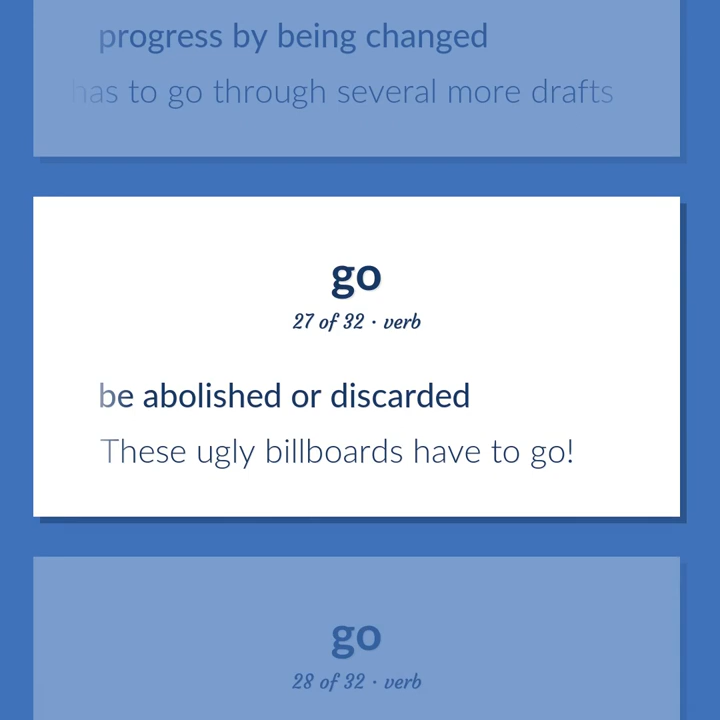 progress by being changed
has to go through several more drafts
go
27 of 32 · verb
be abolished or discarded
These ugly billboards have to go!
go
28 of 32 · verb